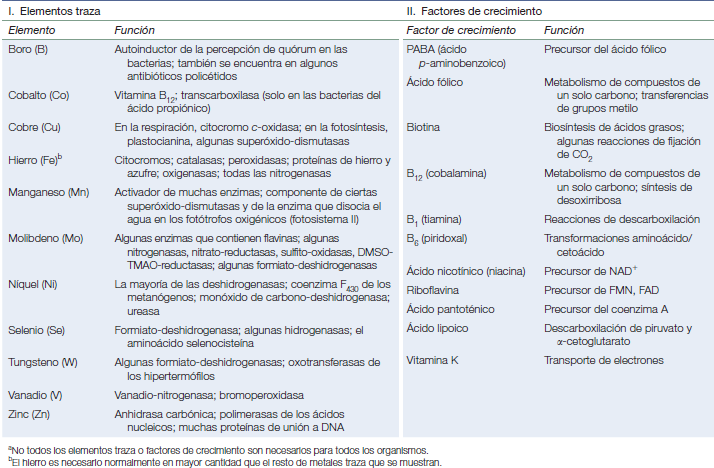 I. Elementos traza
Elemento Función
Boro (B) Autoinductor de la percepción de quórum en las
bacterias; también se encuentra en algunos
antibióticos policétidos
Cobalto (Co) Vitamina B12; transcarboxilasa (solo en las bacterias del
ácido propiónico)
Cobre (Cu) En la respiración, citocromo c-oxidasa; en la fotosíntesis,
plastocianina, algunas superóxido-dismutasas
Hierro (Fe)b Citocromos; catalasas; peroxidasas; proteínas de hierro y
azufre; oxigenasas; todas las nitrogenasas
Manganeso (Mn) Activador de muchas enzimas; componente de ciertas
superóxido-dismutasas y de la enzima que disocia el
agua en los fotótrofos oxigénicos (fotosistema II)
Molibdeno (Mo) Algunas enzimas que contienen flavinas; algunas
nitrogenasas, nitrato-reductasas, sulfito-oxidasas, DMSO-
TMAO-reductasas; algunas formiato-deshidrogenasas
Níquel (Ni) La mayoría de las deshidrogenasas; coenzima F430 de los
metanógenos; monóxido de carbono-deshidrogenasa;
ureasa
Selenio (Se) Formiato-deshidrogenasa; algunas hidrogenasas; el
aminoácido selenocisteína
Tungsteno (W) Algunas formiato-deshidrogenasas; oxotransferasas de
los hipertermófilos
Vanadio (V) Vanadio-nitrogenasa; bromoperoxidasa
Zinc (Zn) Anhidrasa carbónica; polimerasas de los ácidos
nucleicos; muchas proteínas de unión a DNA
II. Factores de crecimiento
Factor de crecimiento Función
PABA (ácido Precursor del ácido fólico
p-aminobenzoico)
Ácido fólico Metabolismo de compuestos de
un solo carbono; transferencias
de grupos metilo
Biotina Biosíntesis de ácidos grasos;
algunas reacciones de fijación
de CO2
B12 (cobalamina) Metabolismo de compuestos de
un solo carbono; síntesis de
desoxirribosa
B1 (tiamina) Reacciones de descarboxilación
B6 (piridoxal) Transformaciones aminoácido/
cetoácido
Ácido nicotínico (niacina) Precursor de NAD+
Riboflavina Precursor de FMN, FAD
Ácido pantoténico Precursor del coenzima A
Ácido lipoico Descarboxilación de piruvato y
α-cetoglutarato
Vitamina K Transporte de electrones
aNo todos los elementos traza o factores de crecimiento son necesarios para todos los organismos.
bEl hierro es necesario normalmente en mayor cantidad que el resto de metales traza que se muestran.